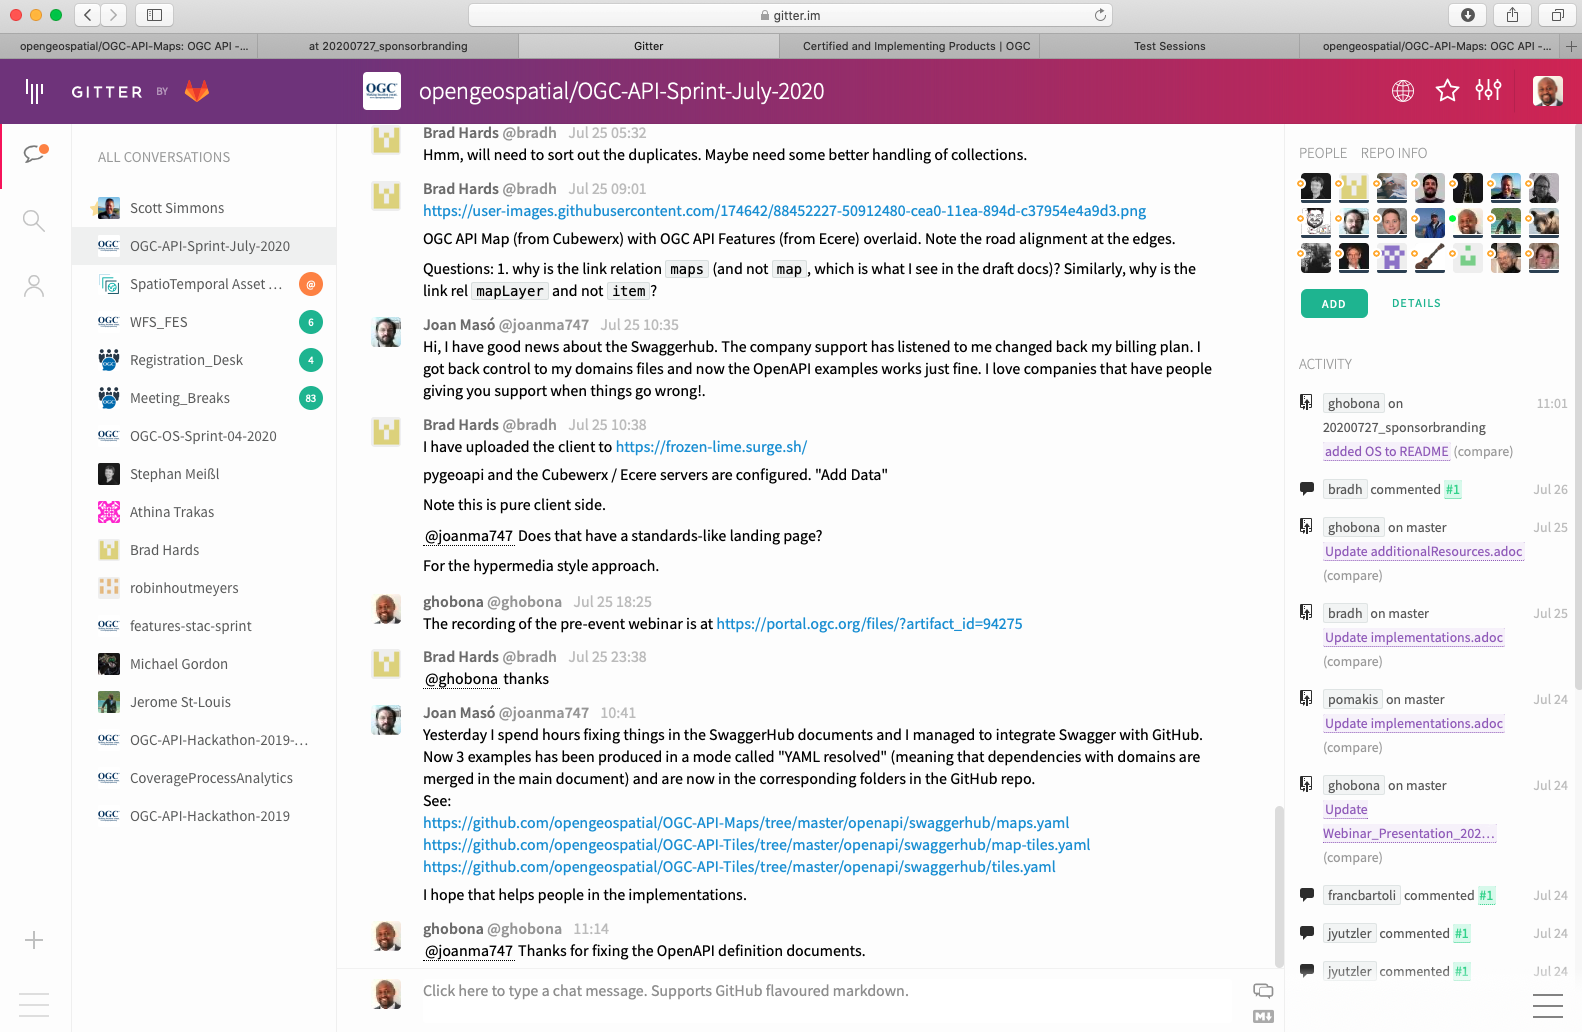 gitter.im
opengeospatial/OGC-API-Maps: OGC API -...
at 20200727_sponsorbranding
Gitter
Certified and Implementing Products | OGC
Test Sessions
opengeospatial/OGC-API-Maps: OGC API -...
GITTER BY
OGC
opengeospatial/OGC-API-Sprint-July-2020
ALL CONVERSATIONS
Scott Simmons
OGC OGC-API-Sprint-July-2020
SpatioTemporal Asset ... @
OGC WFS_FES 6
OGC Registration_Desk 4
OGC Meeting_Breaks 83
OGC OGC-OS-Sprint-04-2020
Stephan Meißl
Athina Trakas
Brad Hards
robinhoutmeyers
OGC features-stac-sprint
Michael Gordon
Jerome St-Louis
OGC OGC-API-Hackathon-2019-...
OGC CoverageProcessAnalytics
OGC OGC-API-Hackathon-2019
Brad Hards @bradh Jul 25 05:32
Hmm, will need to sort out the duplicates. Maybe need some better handling of collections.
Brad Hards @bradh Jul 25 09:01
https://user-images.githubusercontent.com/174642/88452227-50912480-cea0-11ea-894d-c37954e4a9d3.png
OGC API Map (from Cubewerx) with OGC API Features (from Ecere) overlaid. Note the road alignment at the edges.
Questions: 1. why is the link relation maps (and not map, which is what I see in the draft docs)? Similarly, why is the
link rel mapLayer and not item?
Joan Masó @joanma747 Jul 25 10:35
Hi, I have good news about the Swaggerhub. The company support has listened to me changed back my billing plan. I
got back control to my domains files and now the OpenAPI examples works just fine. I love companies that have people
giving you support when things go wrong!.
Brad Hards @bradh Jul 25 10:38
I have uploaded the client to https://frozen-lime.surge.sh/
pygeoapi and the Cubewerx / Ecere servers are configured. "Add Data"
Note this is pure client side.
@joanma747 Does that have a standards-like landing page?
For the hypermedia style approach.
ghobona @ghobona Jul 25 18:25
The recording of the pre-event webinar is at https://portal.ogc.org/files/?artifact_id=94275
Brad Hards @bradh Jul 25 23:38
@ghobona thanks
Joan Masó @joanma747 10:41
Yesterday I spend hours fixing things in the SwaggerHub documents and I managed to integrate Swagger with GitHub.
Now 3 examples has been produced in a mode called "YAML resolved" (meaning that dependencies with domains are
merged in the main document) and are now in the corresponding folders in the GitHub repo.
See:
https://github.com/opengeospatial/OGC-API-Maps/tree/master/openapi/swaggerhub/maps.yaml
https://github.com/opengeospatial/OGC-API-Tiles/tree/master/openapi/swaggerhub/map-tiles.yaml
https://github.com/opengeospatial/OGC-API-Tiles/tree/master/openapi/swaggerhub/tiles.yaml
I hope that helps people in the implementations.
ghobona @ghobona 11:14
@joanma747 Thanks for fixing the OpenAPI definition documents.
Click here to type a chat message. Supports GitHub flavoured markdown.
PEOPLE REPO INFO
ADD DETAILS
ACTIVITY
ghobona on 11:01
20200727_sponsorbranding
added OS to README (compare)
bradh commented #1 Jul 26
ghobona on master Jul 25
Update additionalResources.adoc
(compare)
bradh on master Jul 25
Update implementations.adoc
(compare)
pomakis on master Jul 24
Update implementations.adoc
(compare)
ghobona on master Jul 24
Update
Webinar_Presentation_202...
(compare)
francbartoli commented #1 Jul 24
jyutzler commented #1 Jul 24
jyutzler commented #1 Jul 24